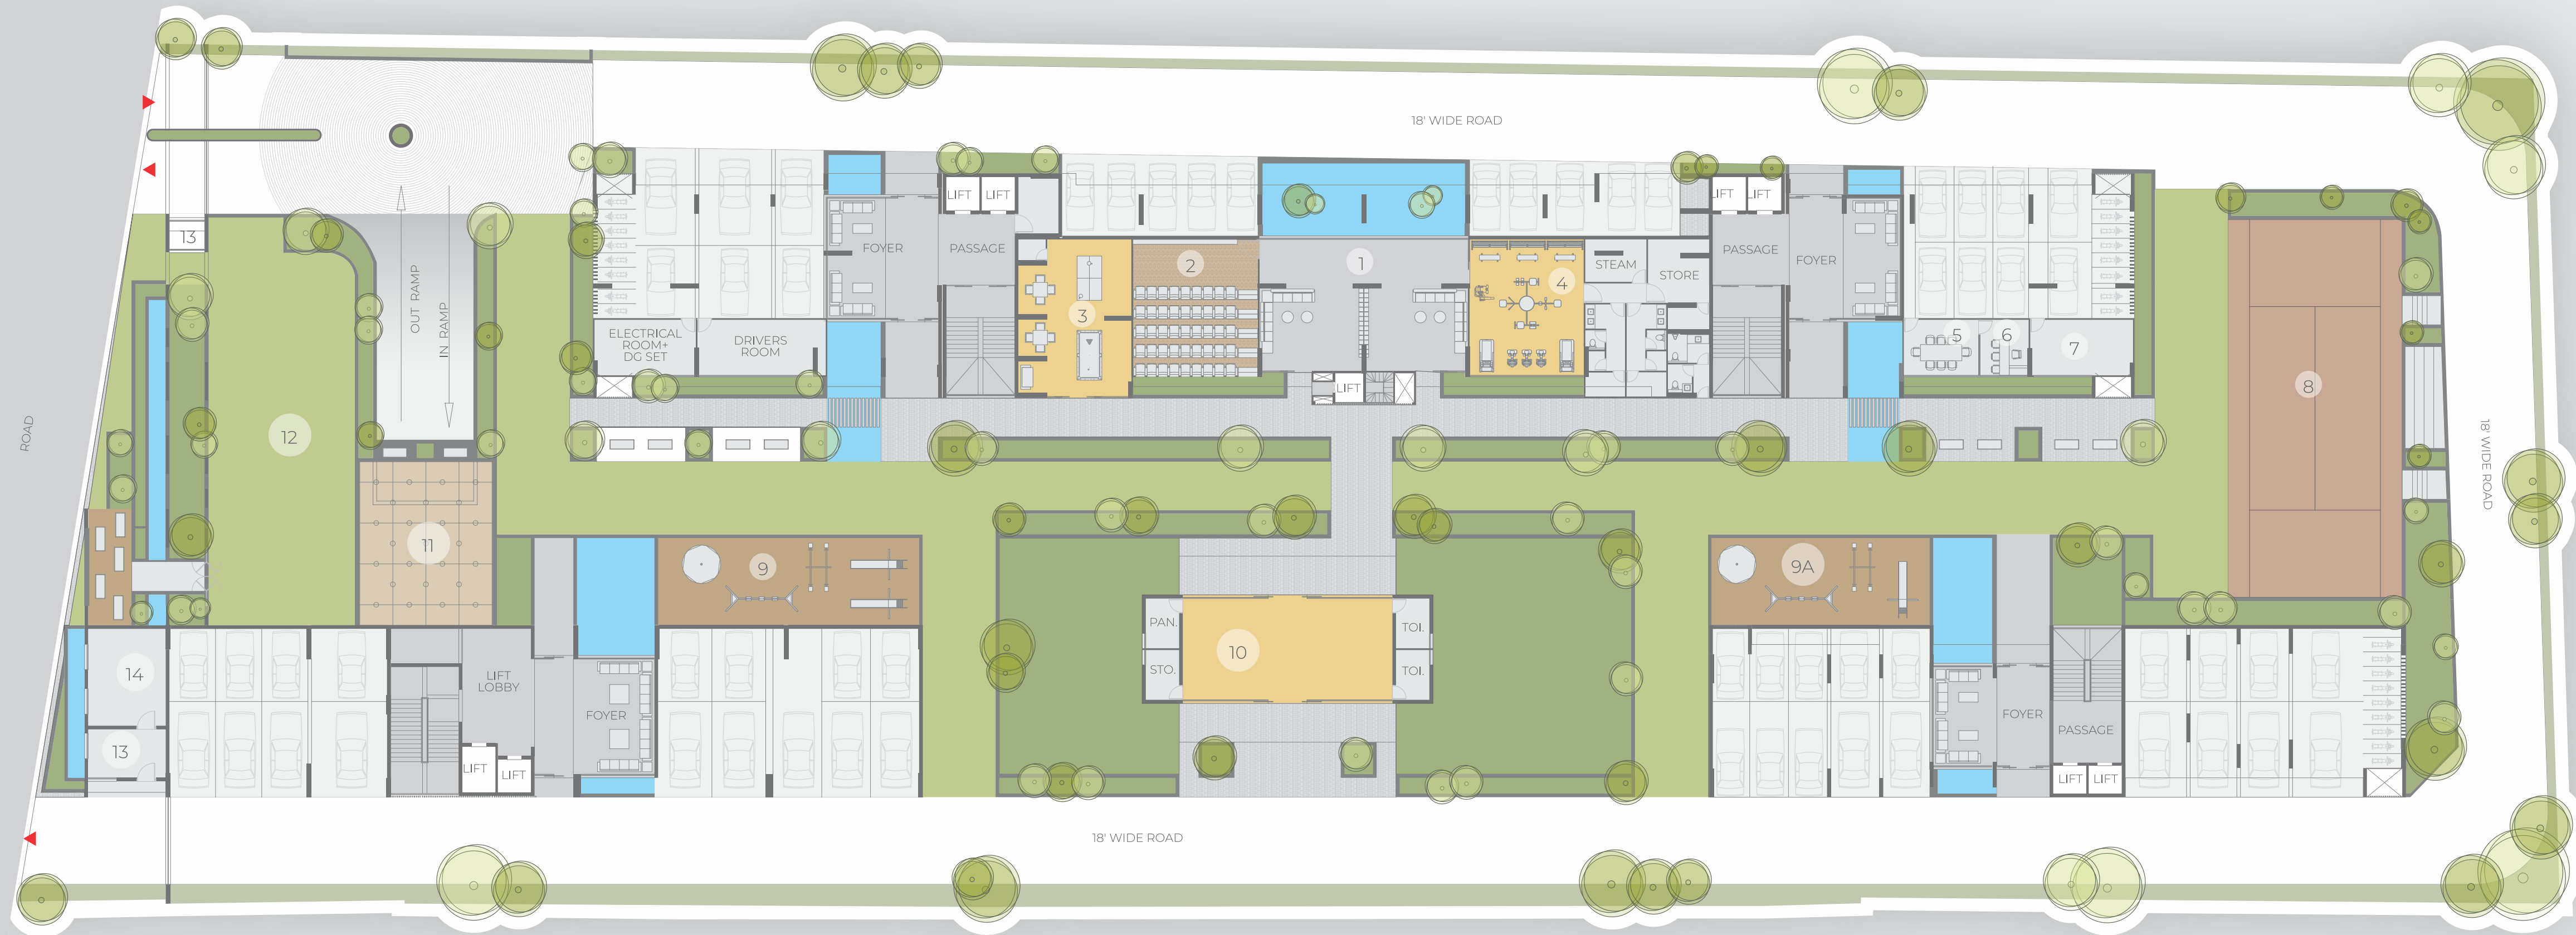 18' WIDE ROAD
13
LIFT
LIFT
LIFT
LIFT
FOYER
PASSAGE
2
1
4
STEAM
STORE
PASSAGE
FOYER
OUT RAMP
IN RAMP
3
ELECTRICAL
ROOM+
DG SET
DRIVERS
ROOM
5
6
7
8
LIFT
ROAD
12
18' WIDE ROAD
11
9
9A
PAN.
TOI.
10
STO.
TOI.
14
LIFT
LOBBY
FOYER
FOYER
PASSAGE
13
LIFT
LIFT
LIFT
LIFT
18' WIDE ROAD